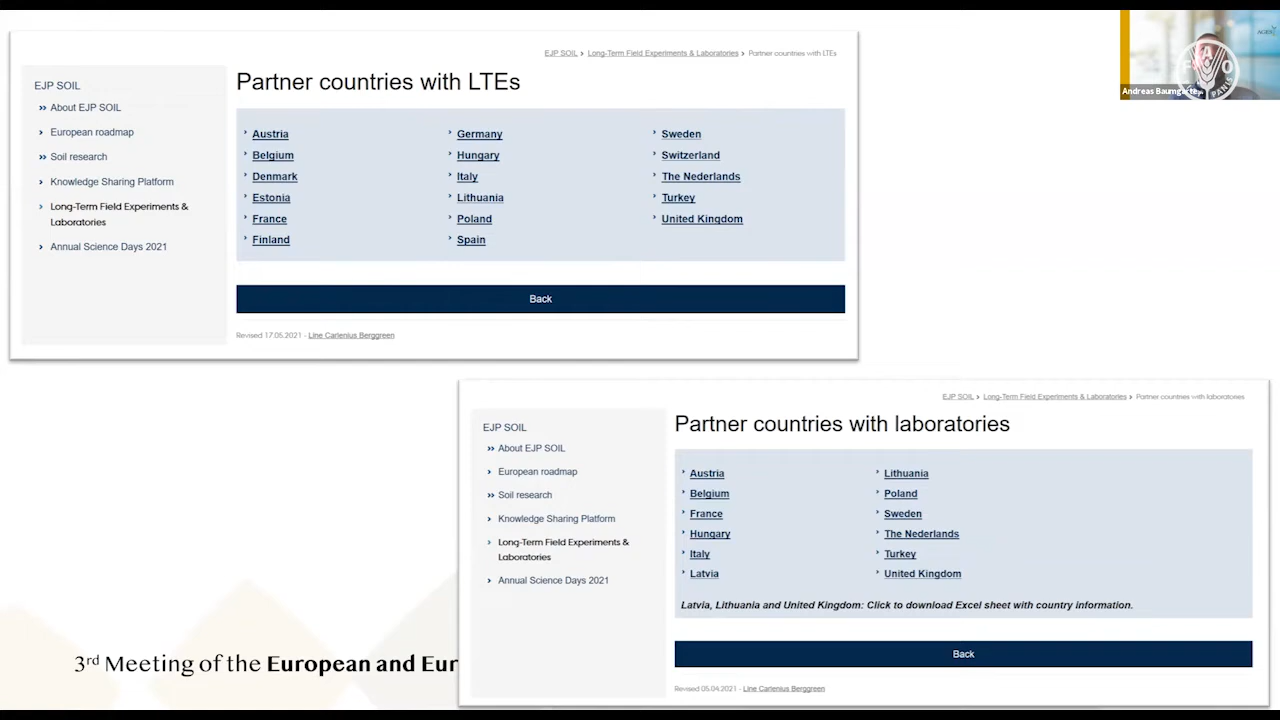 EJP SOIL › Long-Term Field Experiments & Laboratories › Partner countries with LTEs
EJP SOIL
About EJP SOIL
European roadmap
Soil research
Knowledge Sharing Platform
Long-Term Field Experiments &
Laboratories
Annual Science Days 2021
Partner countries with LTEs
Austria
Belgium
Denmark
Estonia
France
Finland
Germany
Hungary
Italy
Lithuania
Poland
Spain
Sweden
Switzerland
The Nederlands
Turkey
United Kingdom
Back
Revised 17.05.2021 - Line Carlenius Berggreen
AGES
FAO
PANIS
EJP SOIL › Long-Term Field Experiments & Laboratories › Partner countries with laboratories
EJP SOIL
About EJP SOIL
European roadmap
Soil research
Knowledge Sharing Platform
Long-Term Field Experiments &
Laboratories
Annual Science Days 2021
Partner countries with laboratories
Austria
Belgium
France
Hungary
Italy
Latvia
Lithuania
Poland
Sweden
The Nederlands
Turkey
United Kingdom
Latvia, Lithuania and United Kingdom: Click to download Excel sheet with country information.
Back
Revised 05.04.2021 - Line Carlenius Berggreen
3rd Meeting of the European and Eur
Andreas